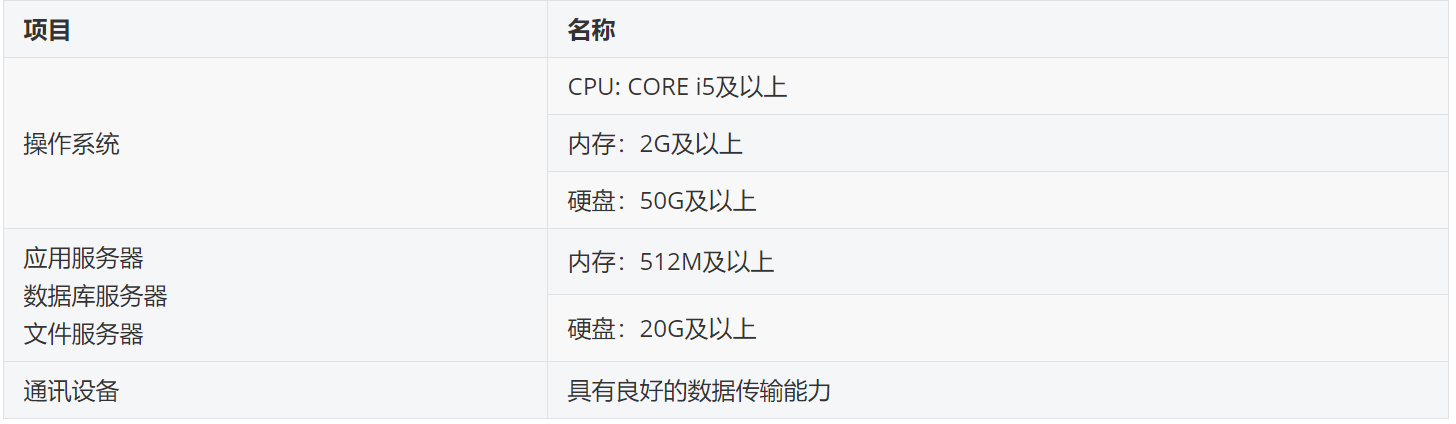 项目
名称
操作系统
CPU: CORE i5及以上
内存：2G及以上
硬盘：50G及以上
应用服务器
数据库服务器
文件服务器
内存：512M及以上
硬盘：20G及以上
通讯设备
具有良好的数据传输能力